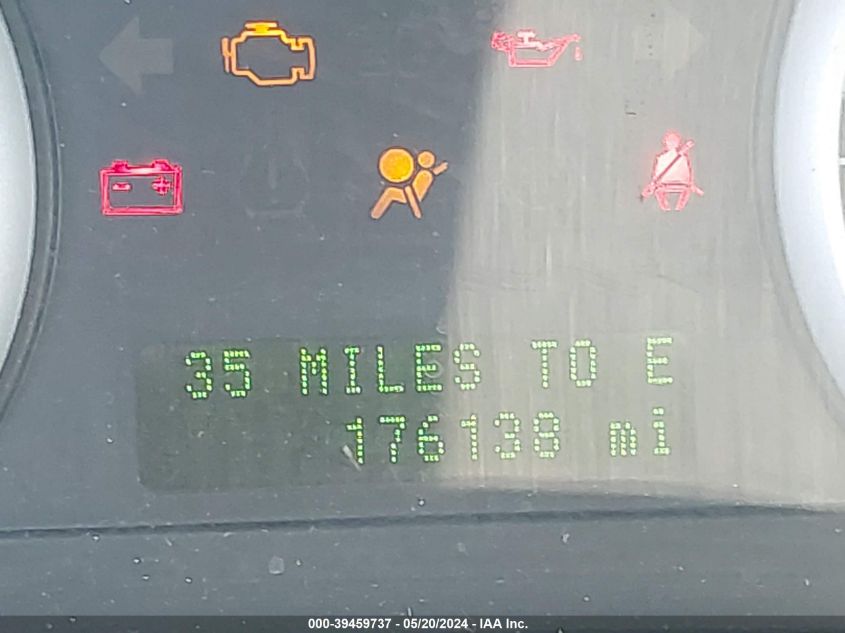 35 MILES TO E
176138 mi
000-39459737 - 05/20/2024 - IAA Inc.